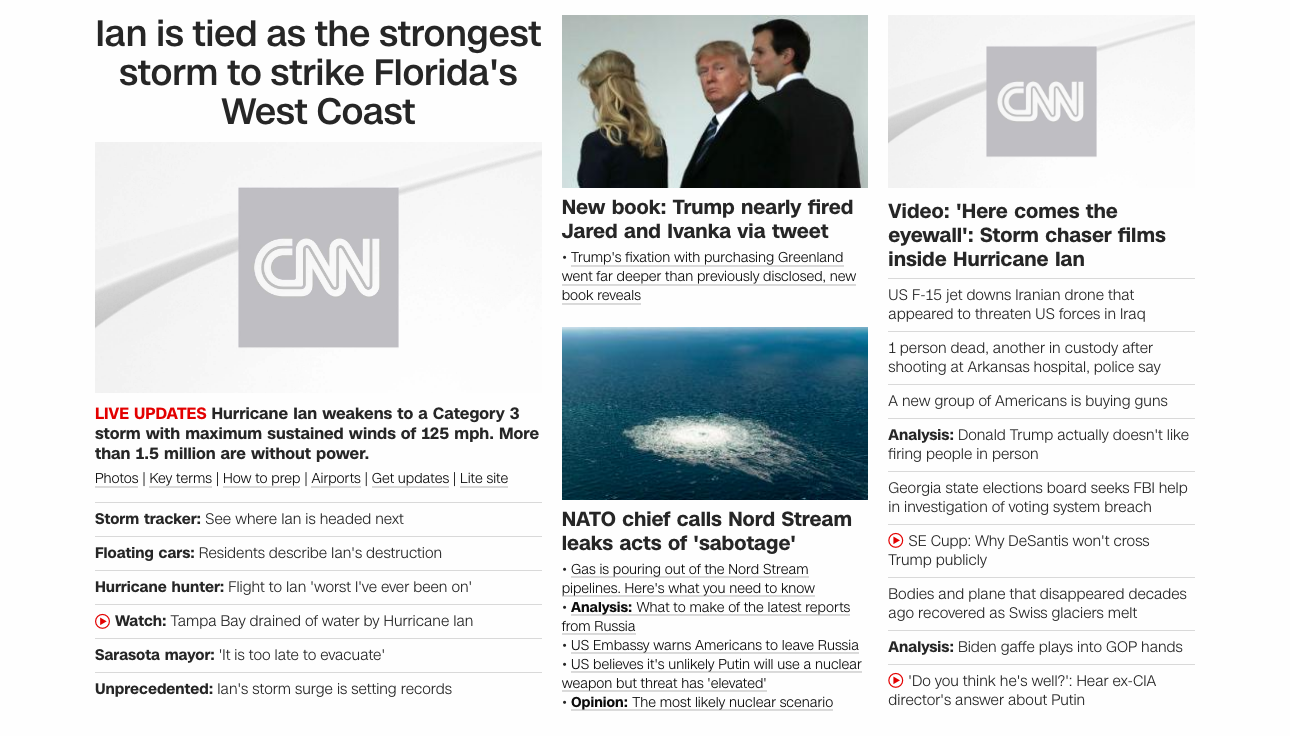 Ian is tied as the strongest
storm to strike Florida's
West Coast
CNN
LIVE UPDATES Hurricane Ian weakens to a Category 3
storm with maximum sustained winds of 125 mph. More
than 1.5 million are without power.
Photos | Key terms | How to prep | Airports | Get updates | Lite site
Storm tracker: See where Ian is headed next
Floating cars: Residents describe Ian's destruction
Hurricane hunter: Flight to Ian 'worst I've ever been on'
Watch: Tampa Bay drained of water by Hurricane Ian
Sarasota mayor: 'It is too late to evacuate'
Unprecedented: Ian's storm surge is setting records
New book: Trump nearly fired
Jared and Ivanka via tweet
• Trump's fixation with purchasing Greenland
went far deeper than previously disclosed, new
book reveals
NATO chief calls Nord Stream
leaks acts of 'sabotage'
• Gas is pouring out of the Nord Stream
pipelines. Here's what you need to know
• Analysis: What to make of the latest reports
from Russia
• US Embassy warns Americans to leave Russia
• US believes it's unlikely Putin will use a nuclear
weapon but threat has 'elevated'
• Opinion: The most likely nuclear scenario
CNN
Video: 'Here comes the
eyewall': Storm chaser films
inside Hurricane Ian
US F-15 jet downs Iranian drone that
appeared to threaten US forces in Iraq
1 person dead, another in custody after
shooting at Arkansas hospital, police say
A new group of Americans is buying guns
Analysis: Donald Trump actually doesn't like
firing people in person
Georgia state elections board seeks FBI help
in investigation of voting system breach
SE Cupp: Why DeSantis won't cross
Trump publicly
Bodies and plane that disappeared decades
ago recovered as Swiss glaciers melt
Analysis: Biden gaffe plays into GOP hands
'Do you think he's well?': Hear ex-CIA
director's answer about Putin